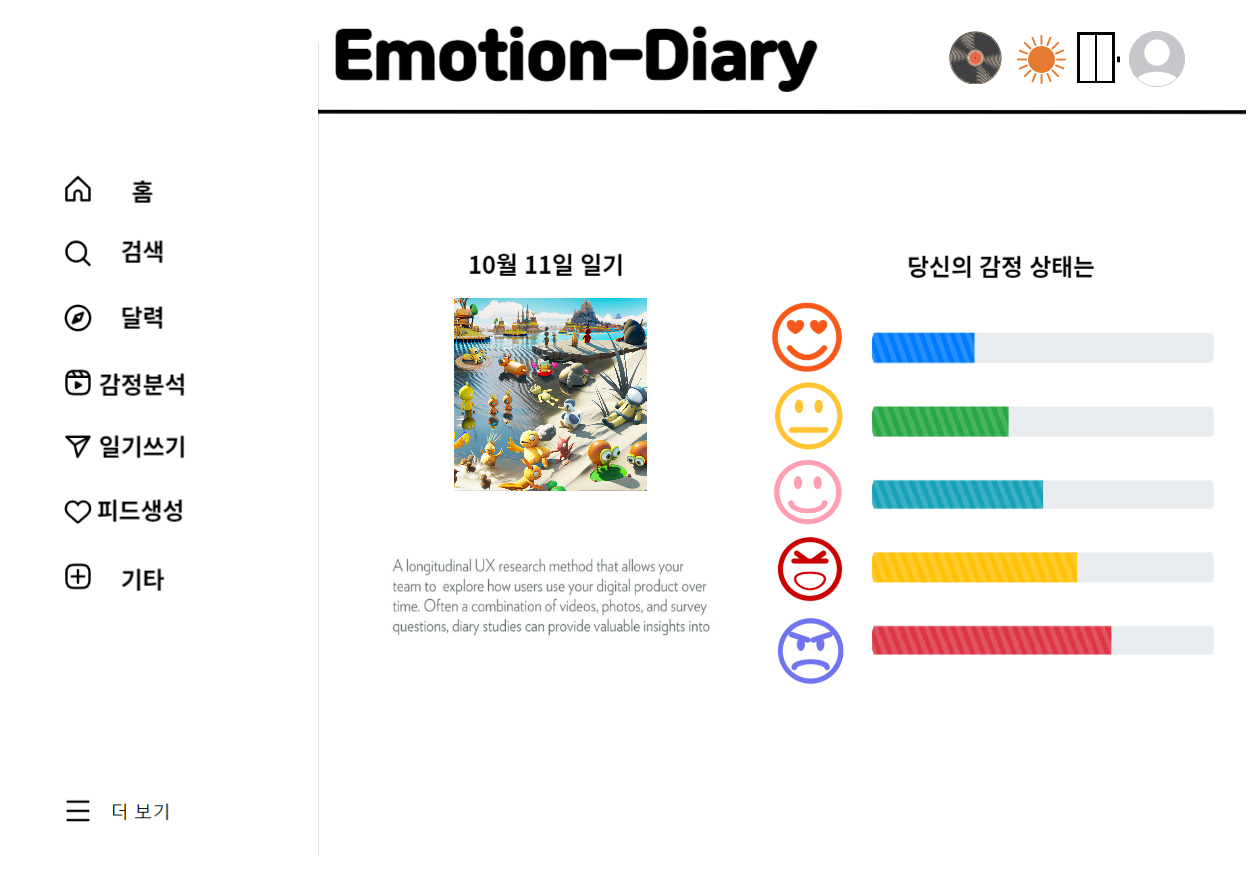 Emotion-Diary
홈
검색
달력
감정분석
일기쓰기
피드생성
기타
더 보기
10월 11일 일기
A longitudinal UX research method that allows your
team to explore how users use your digital product over
time. Often a combination of videos, photos, and survey
questions, diary studies can provide valuable insights into
당신의 감정 상태는